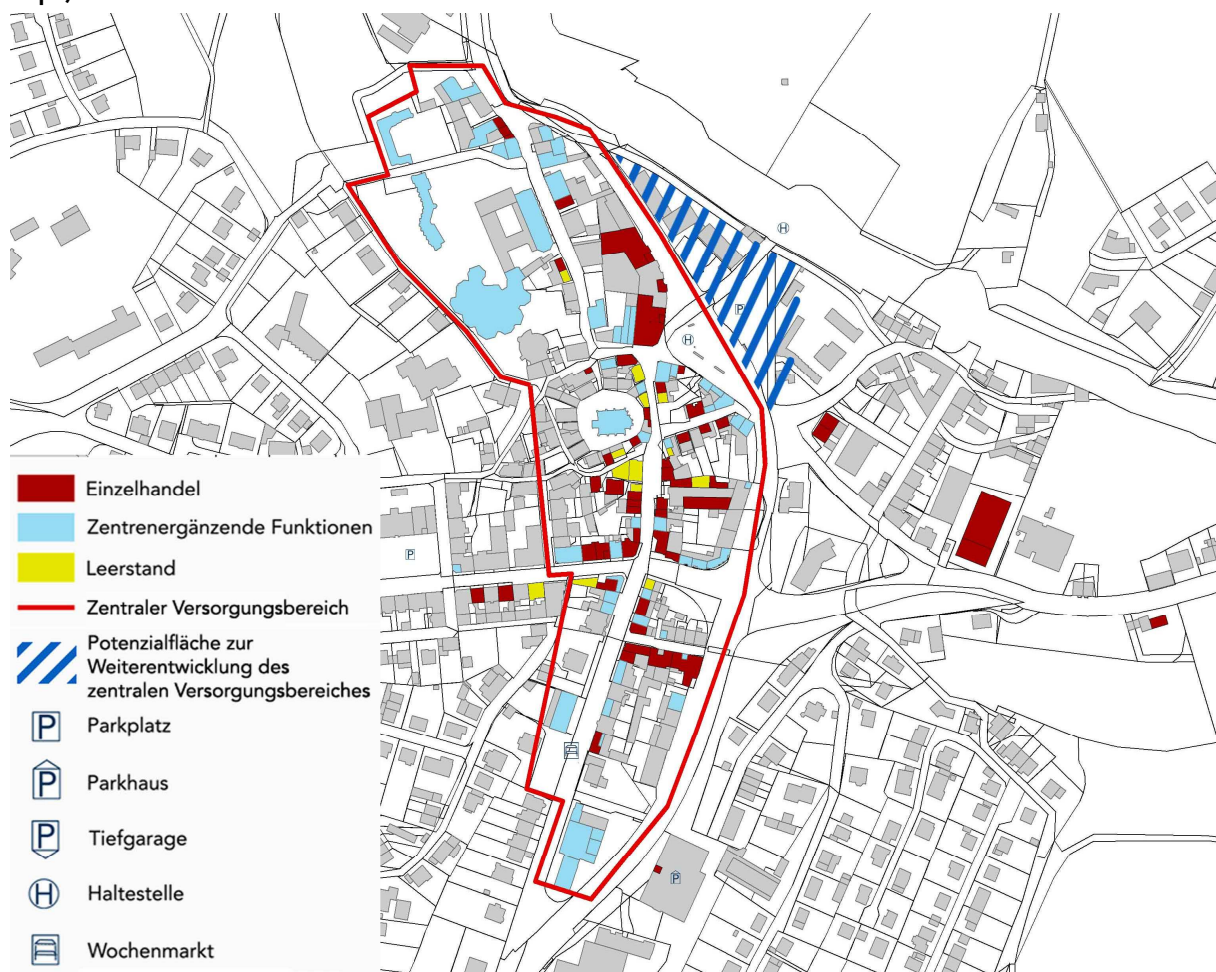 H
P
H
P
Einzelhandel
Zentrenergänzende Funktionen
Leerstand
Zentraler Versorgungsbereich
Potenzialfläche zur
Weiterentwicklung des
zentralen Versorgungsbereiches
P Parkplatz
P Parkhaus
P Tiefgarage
H Haltestelle
Wochenmarkt
P